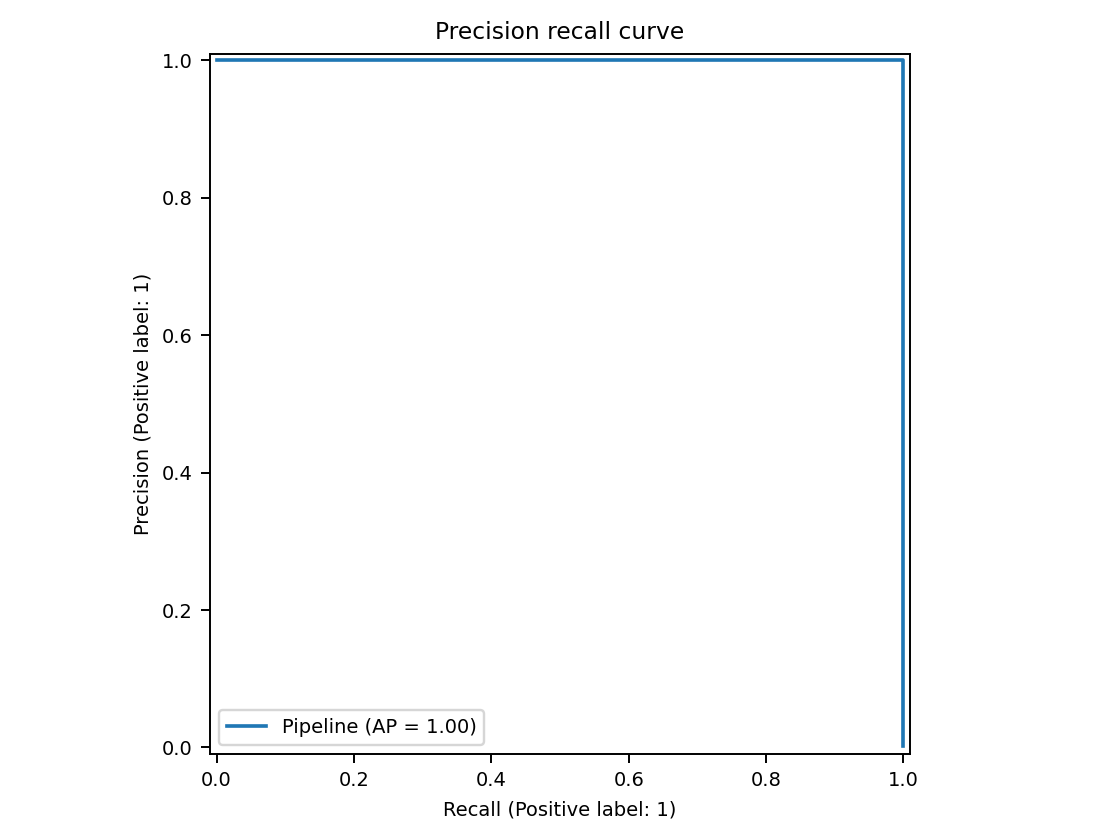 Precision recall curve
1.0
0.8
0.6
0.4
0.2
0.0
Precision (Positive label: 1)
Pipeline (AP = 1.00)
0.0 0.2 0.4 0.6 0.8 1.0
Recall (Positive label: 1)